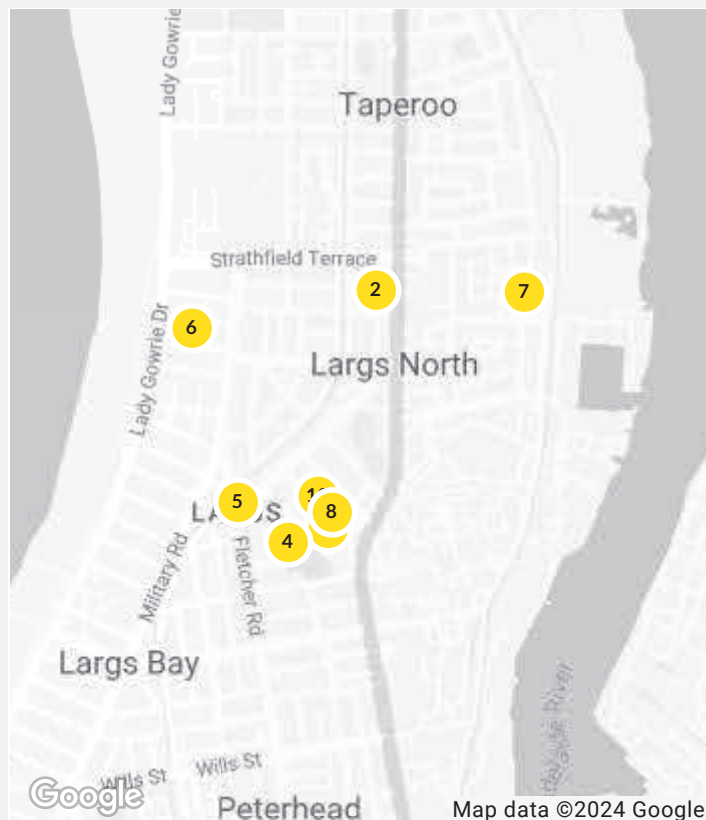 Lady Gowrie
Taperoo
Strathfield Terrace
2
7
6
Lady Gowrie Dr
Largs North
5
8
4
Military Rd
Fletcher Rd
Largs Bay
Wills St
Wills St
Peterhead
River
Google
Map data ©2024 Google